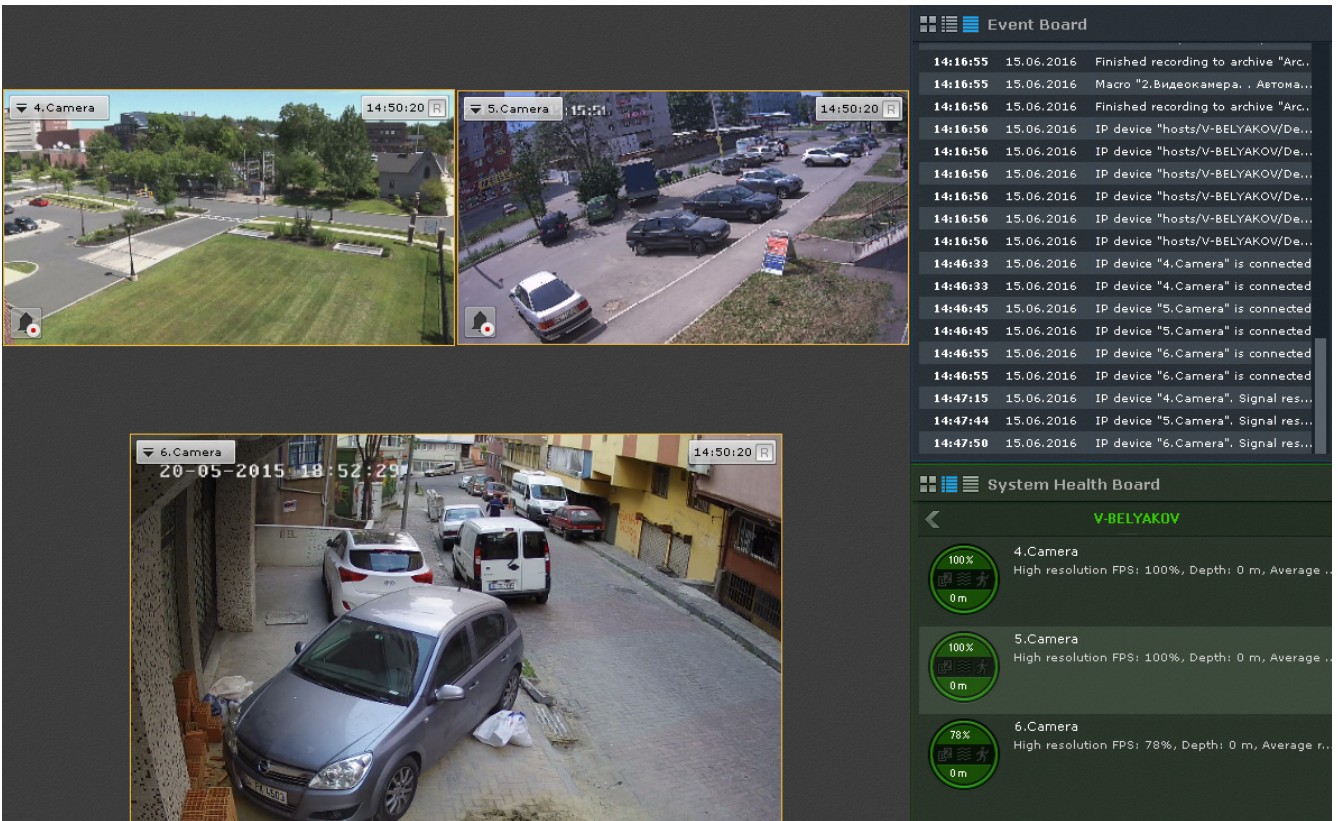 4.Camera
14:50:20 R
5.Camera
15:51
14:50:20 R
6.Camera
14:50:20 R
20-05-2015 18:52:29
Event Board
14:16:55 15.06.2016 Finished recording to archive "Arc..
14:16:55 15.06.2016 Macro "2.Видеокамера. . Автома...
14:16:56 15.06.2016 Finished recording to archive "Arc..
14:16:56 15.06.2016 IP device "hosts/V-BELYAKOV/De...
14:16:56 15.06.2016 IP device "hosts/V-BELYAKOV/De...
14:16:56 15.06.2016 IP device "hosts/V-BELYAKOV/De...
14:16:56 15.06.2016 IP device "hosts/V-BELYAKOV/De...
14:16:56 15.06.2016 IP device "hosts/V-BELYAKOV/De...
14:16:56 15.06.2016 IP device "hosts/V-BELYAKOV/De...
14:46:33 15.06.2016 IP device "4.Camera" is connected
14:46:33 15.06.2016 IP device "4.Camera" is connected
14:46:45 15.06.2016 IP device "5.Camera" is connected
14:46:45 15.06.2016 IP device "5.Camera" is connected
14:46:55 15.06.2016 IP device "6.Camera" is connected
14:46:55 15.06.2016 IP device "6.Camera" is connected
14:47:15 15.06.2016 IP device "4.Camera". Signal res...
14:47:44 15.06.2016 IP device "5.Camera". Signal res...
14:47:50 15.06.2016 IP device "6.Camera". Signal res...
System Health Board
V-BELYAKOV
100%
0 m
4.Camera
High resolution FPS: 100%, Depth: 0 m, Average ..
100%
0 m
5.Camera
High resolution FPS: 100%, Depth: 0 m, Average ..
78%
0 m
6.Camera
High resolution FPS: 78%, Depth: 0 m, Average r...